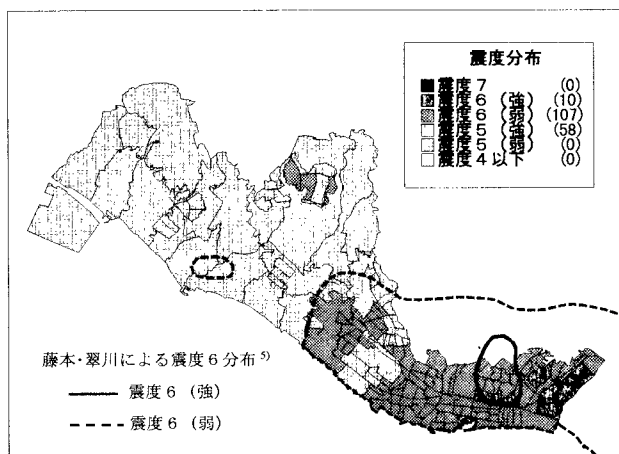 震度分布
震度7 (0)
震度6 (強) (10)
震度6 (弱) (107)
震度5 (強) (58)
震度5 (弱) (0)
震度4以下 (0)
藤本・翠川による震度6分布 5)
震度6 (強)
震度6 (弱)